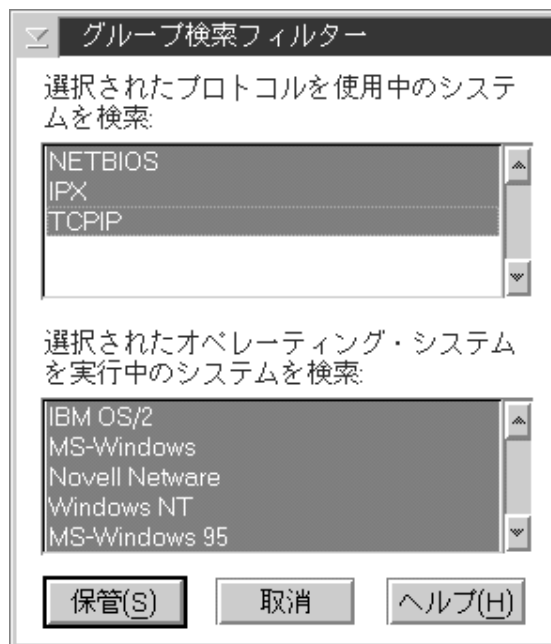 グループ検索フィルター
選択されたプロトコルを使用中のシステ
ムを検索:
NETBIOS
IPX
TCPIP
選択されたオペレーティング・システム
を実行中のシステムを検索:
IBM OS/2
MS-Windows
Novell Netware
Windows NT
MS-Windows 95
保管(S) 取消 ヘルプ(H)